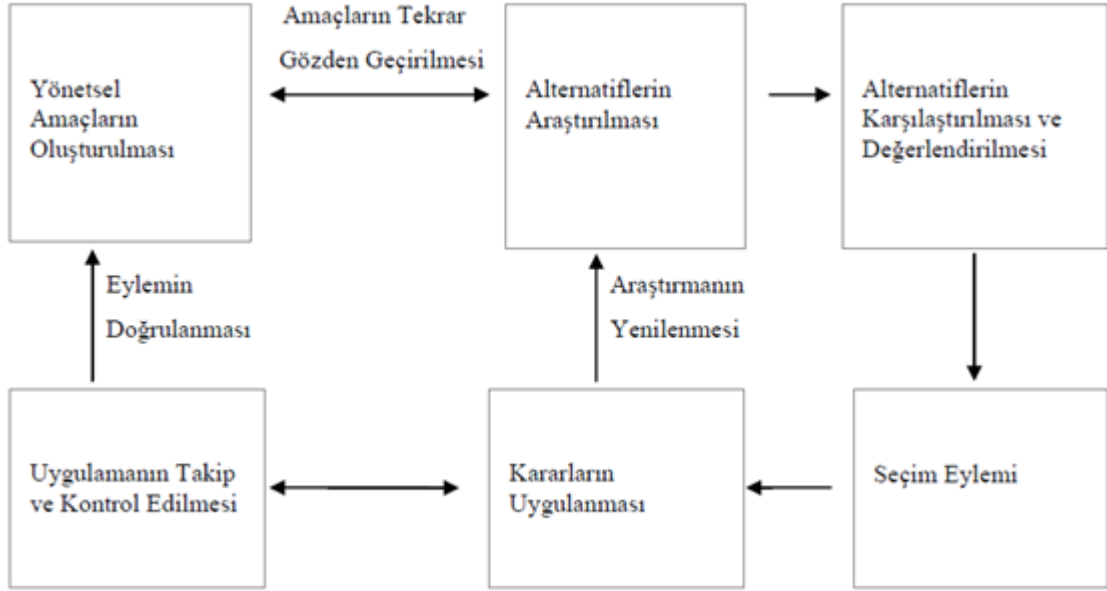 Amaçların Tekrar
Gözden Geçirilmesi
Yönetsel
Amaçların
Oluşturulması
Alternatiflerin
Araştırılması
Alternatiflerin
Karşılaştırılması ve
Değerlendirilmesi
Eylemin
Doğrulanması
Araştırmanın
Yenilenmesi
Uygulamanın Takip
ve Kontrol Edilmesi
Kararların
Uygulanması
Seçim Eylemi